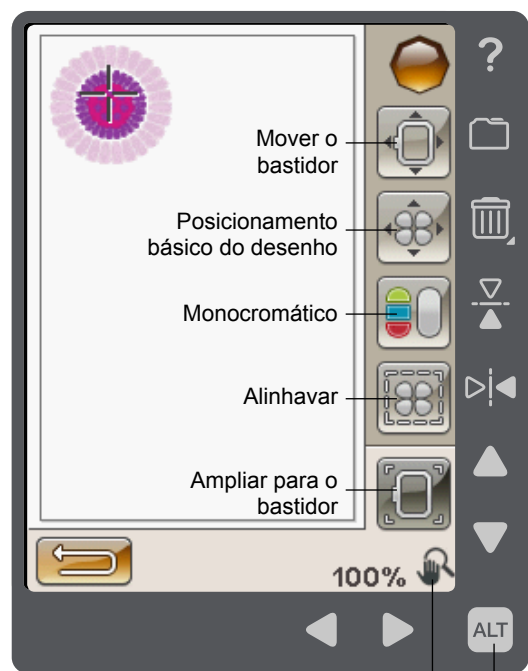 ?
Mover o
bastidor
Posicionamento
básico do desenho
Monocromático
Alinhavar
Ampliar para o
bastidor
100%
ALT